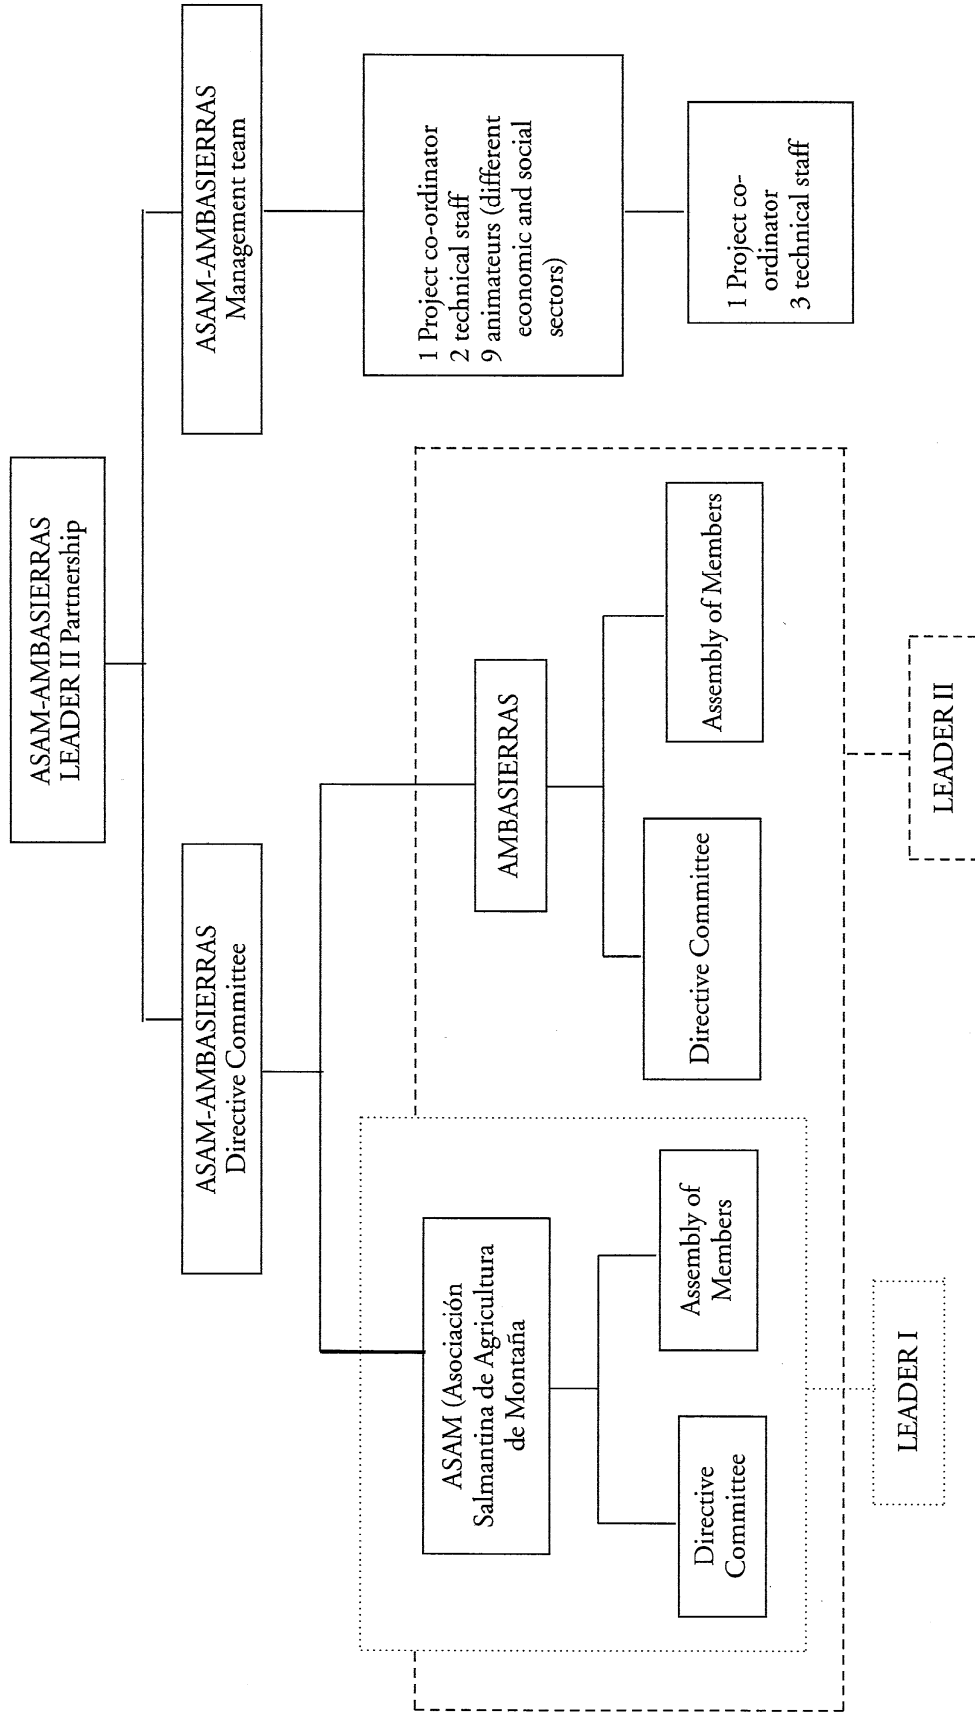 ASAM-AMBASIERRAS
LEADER II Partnership
ASAM-AMBASIERRAS
Directive Committee
ASAM-AMBASIERRAS
Management team
ASAM (Asociación
Salmantina de Agricultura
de Montaña
AMBASIERRAS
1 Project co-ordinator
2 technical staff
9 animateurs (different
economic and social
sectors)
Directive
Committee
Assembly of
Members
Directive Committee
Assembly of Members
1 Project co-
ordinator
3 technical staff
LEADER I
LEADER II